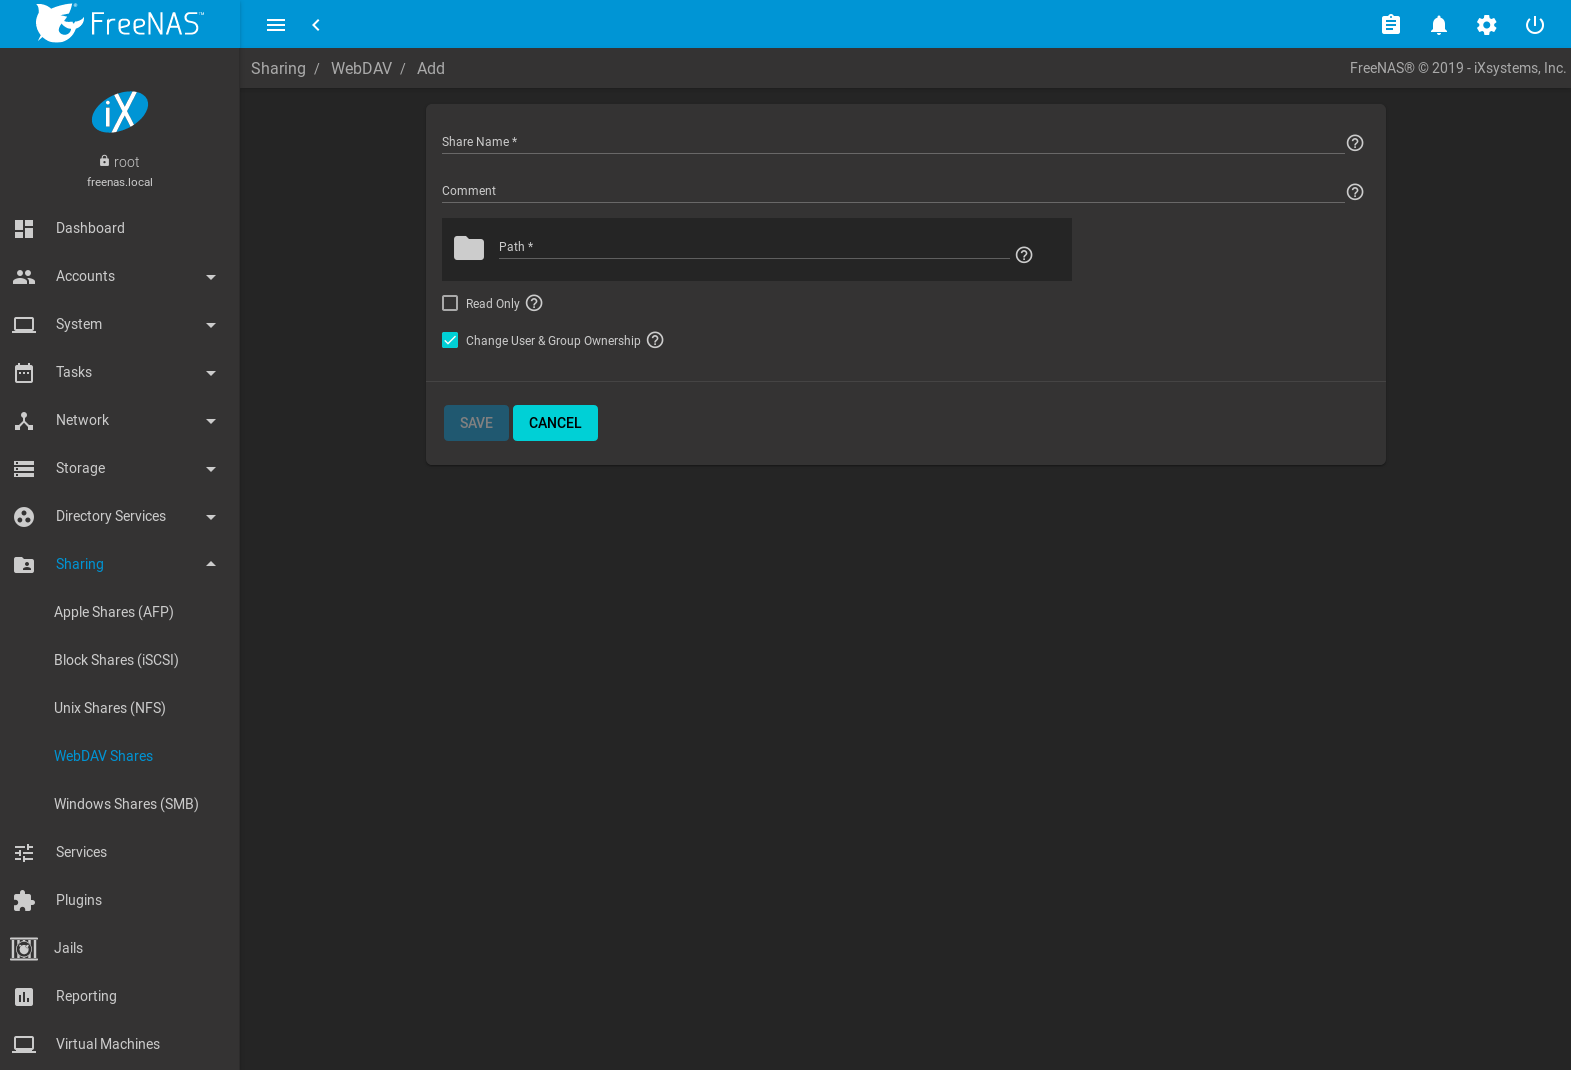 FreeNAS™
Sharing / WebDAV / Add
FreeNAS® © 2019 - iXsystems, Inc.
iX
root
freenas.local
Dashboard
Accounts
System
Tasks
Network
Storage
Directory Services
Sharing
Apple Shares (AFP)
Block Shares (iSCSI)
Unix Shares (NFS)
WebDAV Shares
Windows Shares (SMB)
Services
Plugins
Jails
Reporting
Virtual Machines
Share Name *
Comment
Path *
Read Only
Change User & Group Ownership
SAVE CANCEL